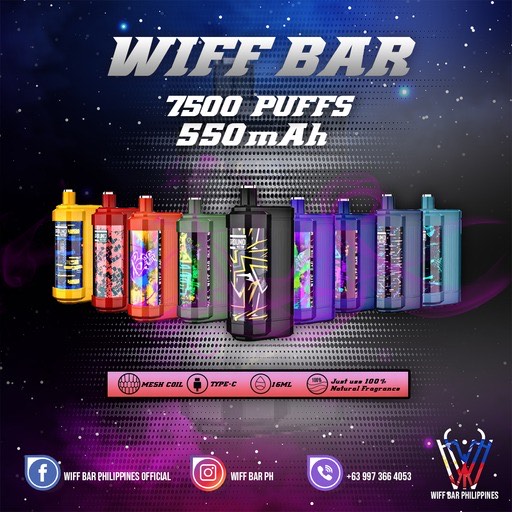 WIFF BAR
7500 PUFFS
550mAh
MESH COIL
TYPE-C
16ML
100%
Just use 100%
Natural Fragrance
WIFF BAR PHILIPPINES OFFICIAL
WIFF BAR PH
+63 997 366 4053
WIFF BAR PHILIPPINES